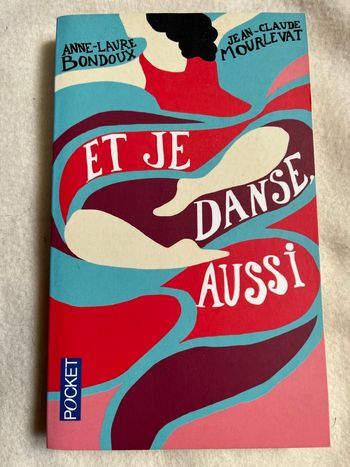 ANNE-LAURE
BONDOUX
JEAN-CLAUDE
MOURLEVAT
ET JE
DANSE,
AUSSI
POCKET